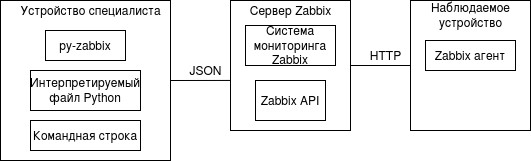 Устройство специалиста
py-zabbix
Интерпретируемый
файл Python
Командная строка
JSON
Сервер Zabbix
Система
мониторинга
Zabbix
Zabbix API
HTTP
Наблюдаемое
устройство
Zabbix агент